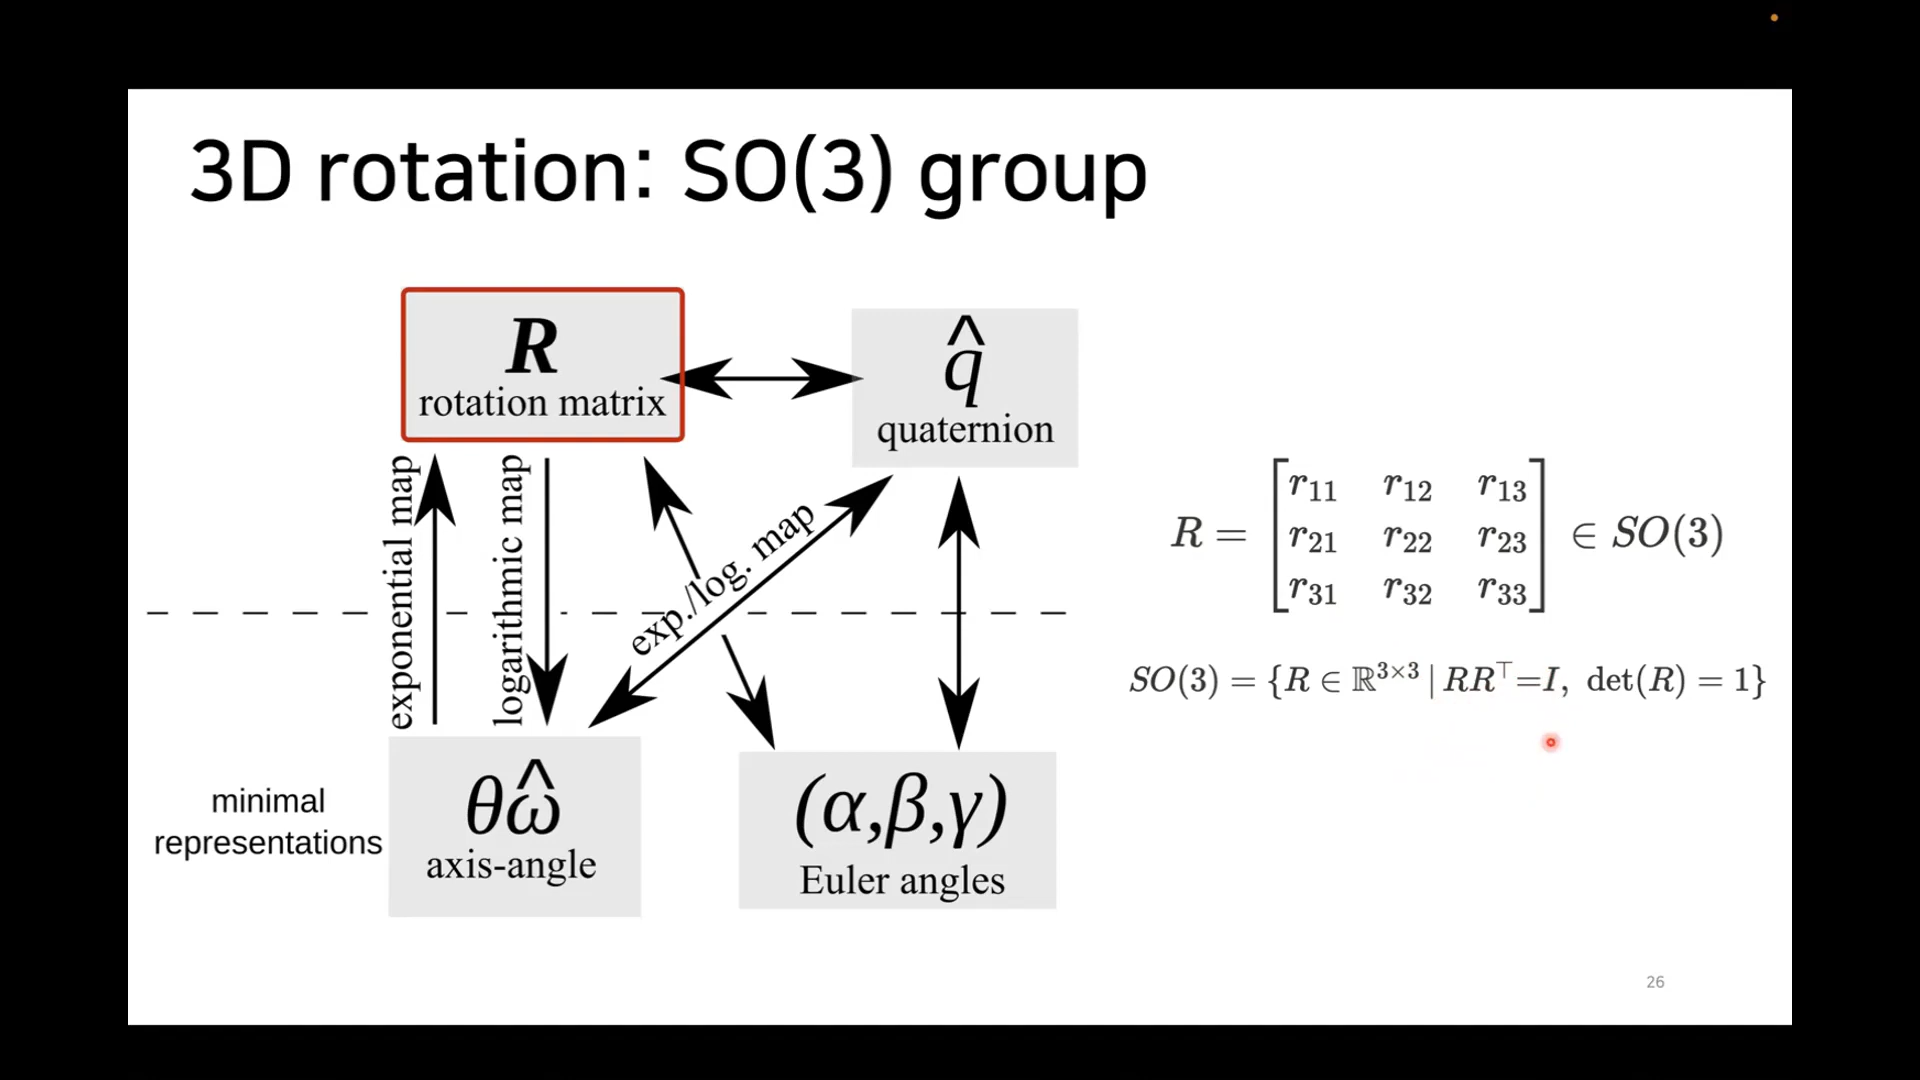 3D rotation: SO(3) group
R
rotation matrix
q̂
quaternion
exponential map
logarithmic map
exp./log. map
minimal
representations
θω̂
axis-angle
(α,β,γ)
Euler angles
R = [r₁₁ r₁₂ r₁₃
r₂₁ r₂₂ r₂₃
r₃₁ r₃₂ r₃₃] ∈ SO(3)
SO(3) = {R ∈ ℝ³ˣ³ | RR⊤=I, det(R) = 1}
26